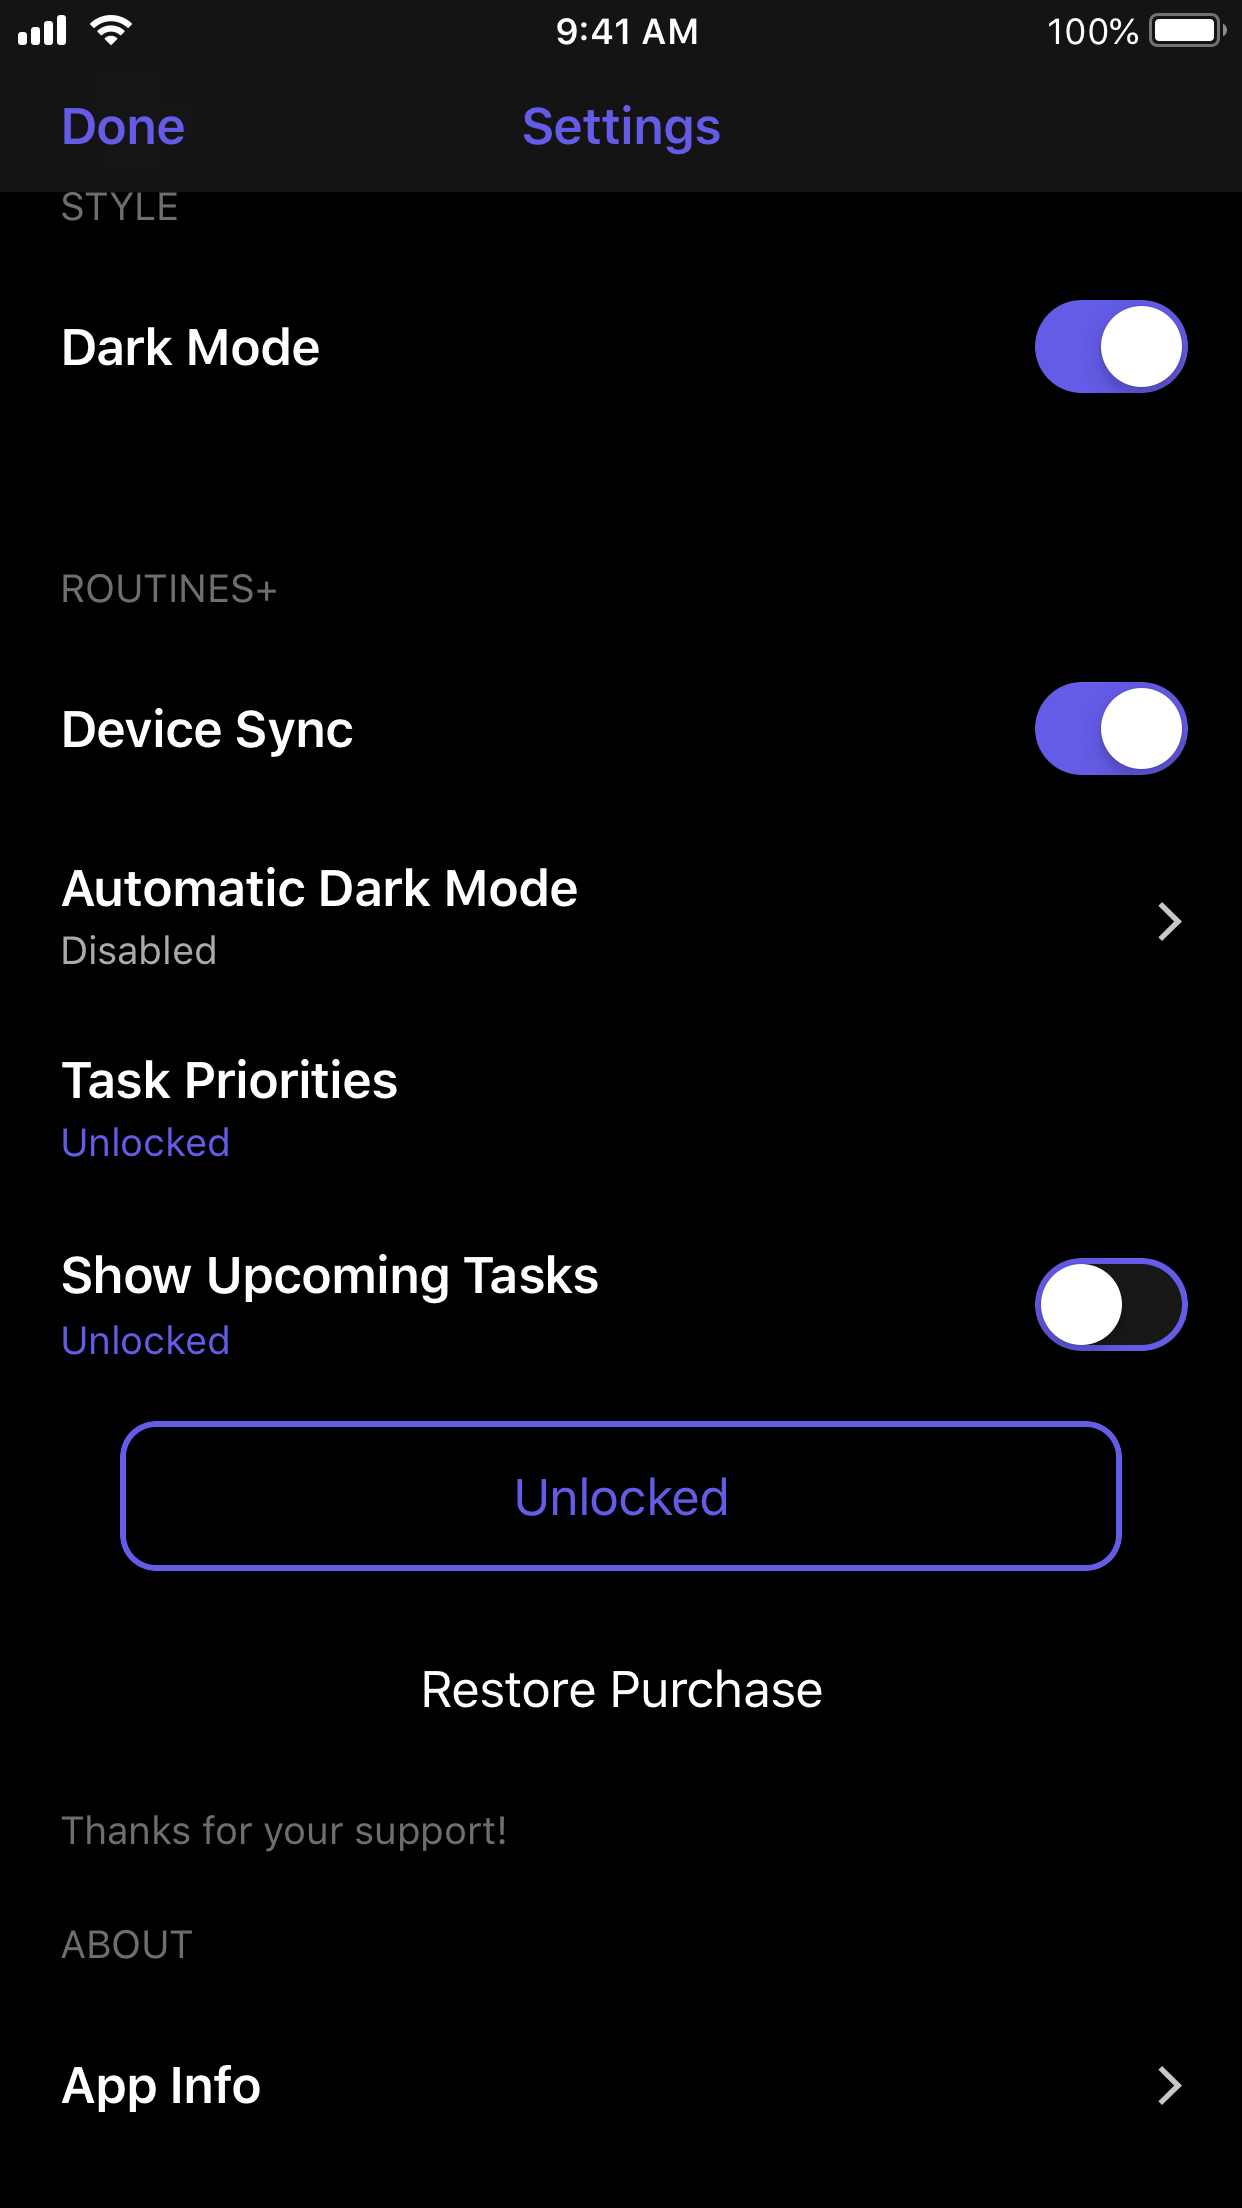 9:41 AM
100%
Done
Settings
STYLE
Dark Mode
ROUTINES+
Device Sync
Automatic Dark Mode
Disabled
Task Priorities
Unlocked
Show Upcoming Tasks
Unlocked
Unlocked
Restore Purchase
Thanks for your support!
ABOUT
App Info